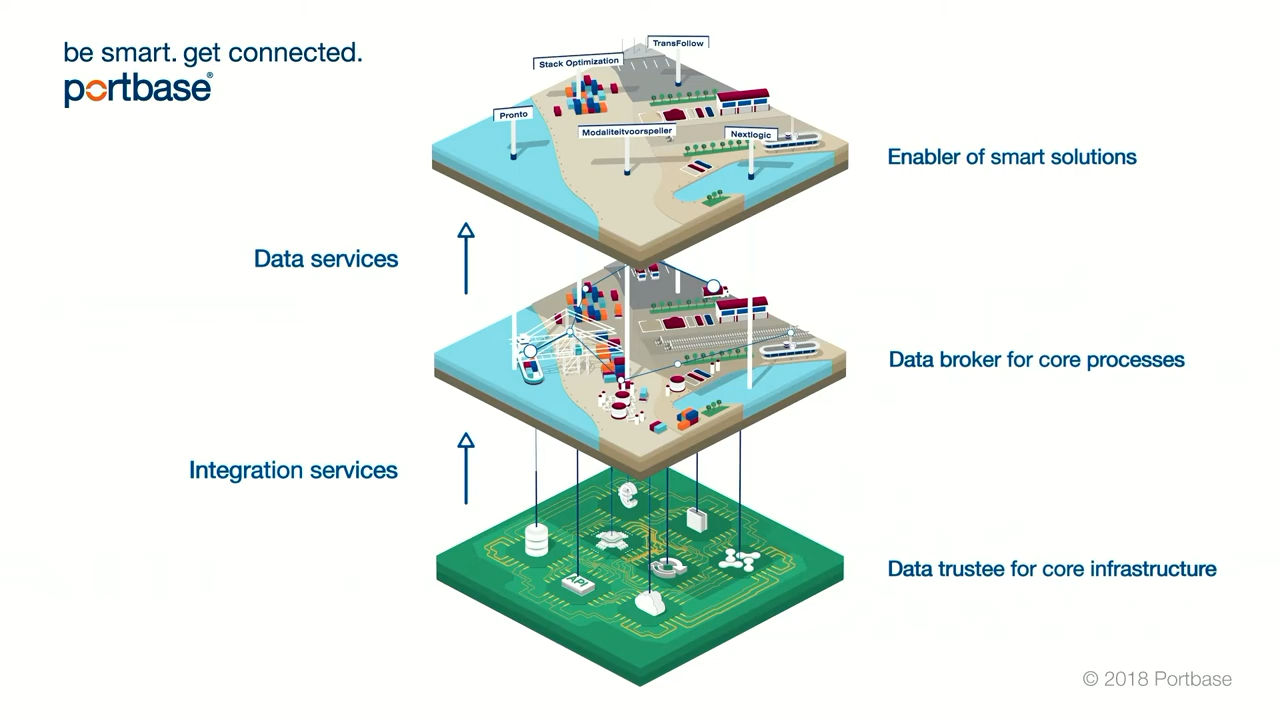 be smart. get connected.
portbase®
TransFollow
Stack Optimization
Pronto
Modaliteitvoorspeller
Nextlogic
Enabler of smart solutions
Data services
Data broker for core processes
Integration services
API
Data trustee for core infrastructure
© 2018 Portbase